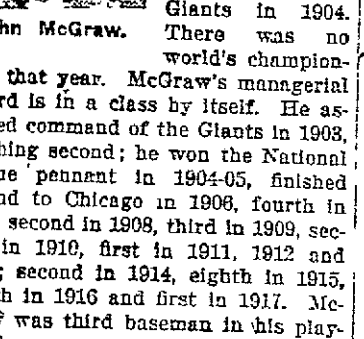 Giants in 1904.
hn McGraw. There was no
world's champion-
that year. McGraw's managerial
rd is in a class by itself. He as-
ed command of the Giants in 1903,
hing second; he won the National
ue pennant in 1904-05, finished
nd to Chicago in 1906, fourth in
second in 1908, third in 1909, sec-
in 1910, first in 1911, 1912 and
; second in 1914, eighth in 1915,
h in 1916 and first in 1917. Mc-
was third baseman in his play-